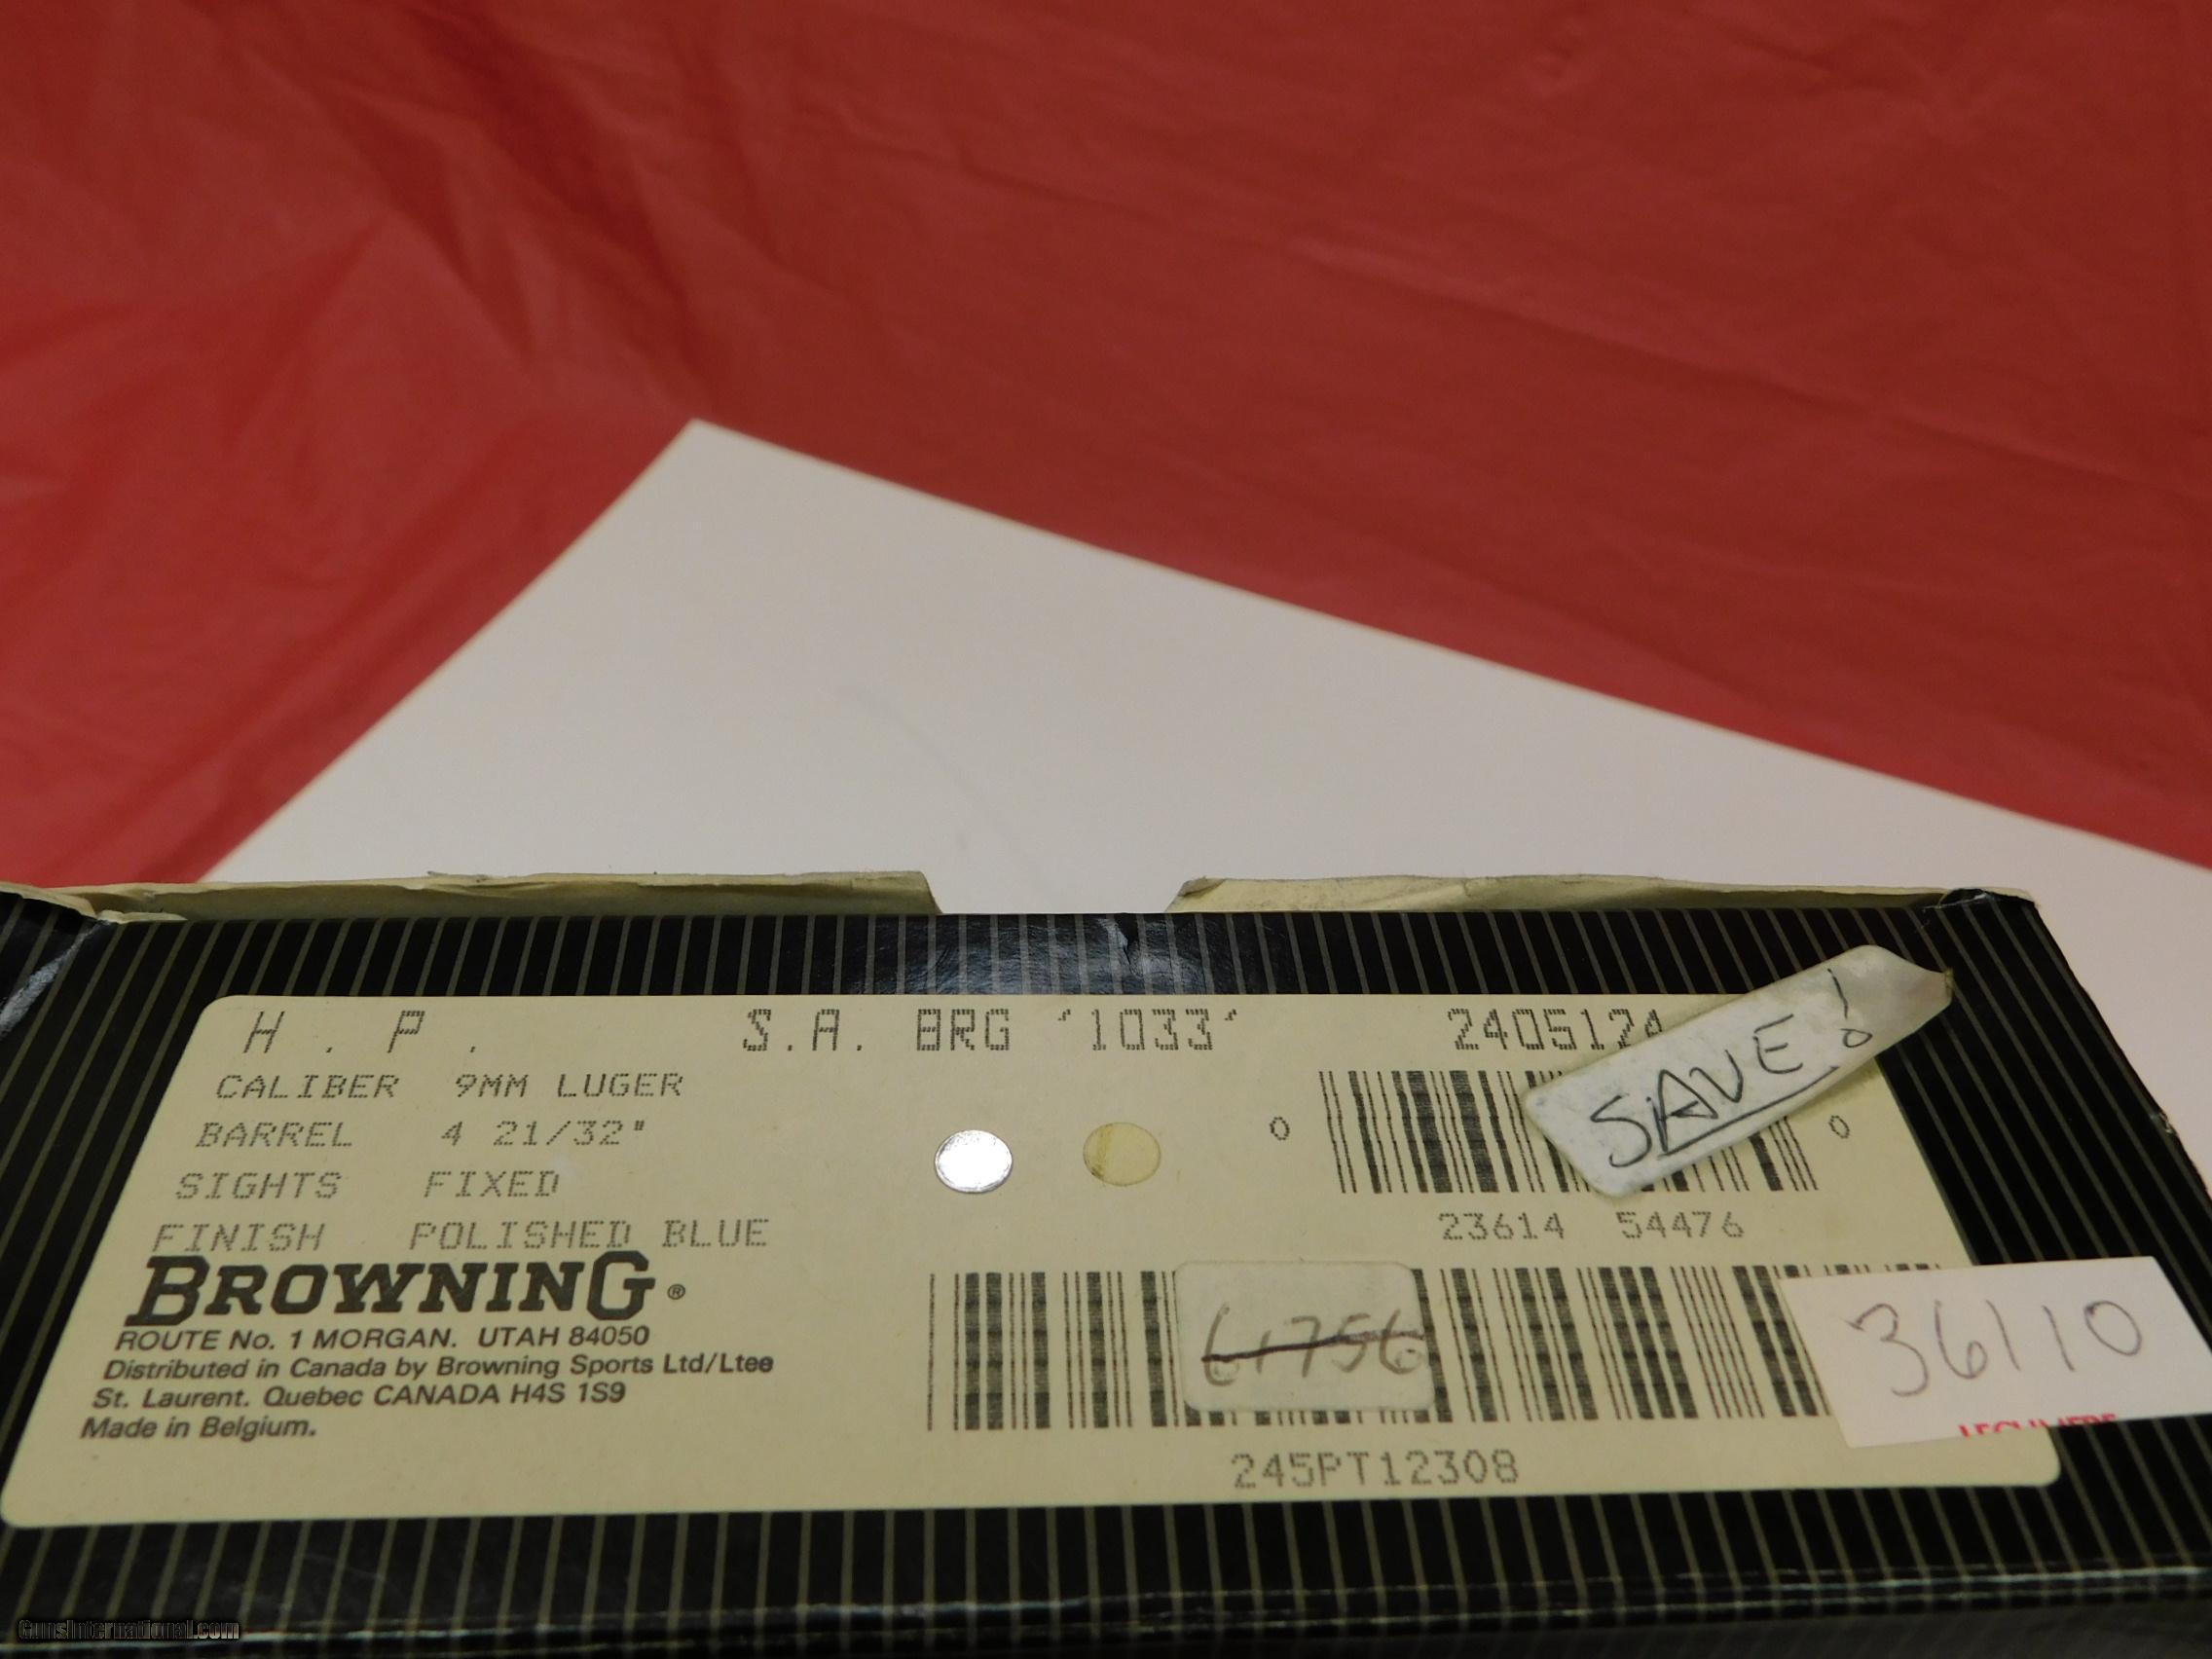 H.P. S.A. BRG '1033'
SAVE!
CALIBER 9MM LUGER
BARREL 4 21/32"
SIGHTS FIXED
FINISH POLISHED BLUE
0 0
23614 54476
BROWNING®
ROUTE No. 1 MORGAN. UTAH 84050
Distributed in Canada by Browning Sports Ltd/Ltee
St. Laurent. Quebec CANADA H4S 1S9
Made in Belgium.
61756
36110
245PT12308
GunsInternational.com